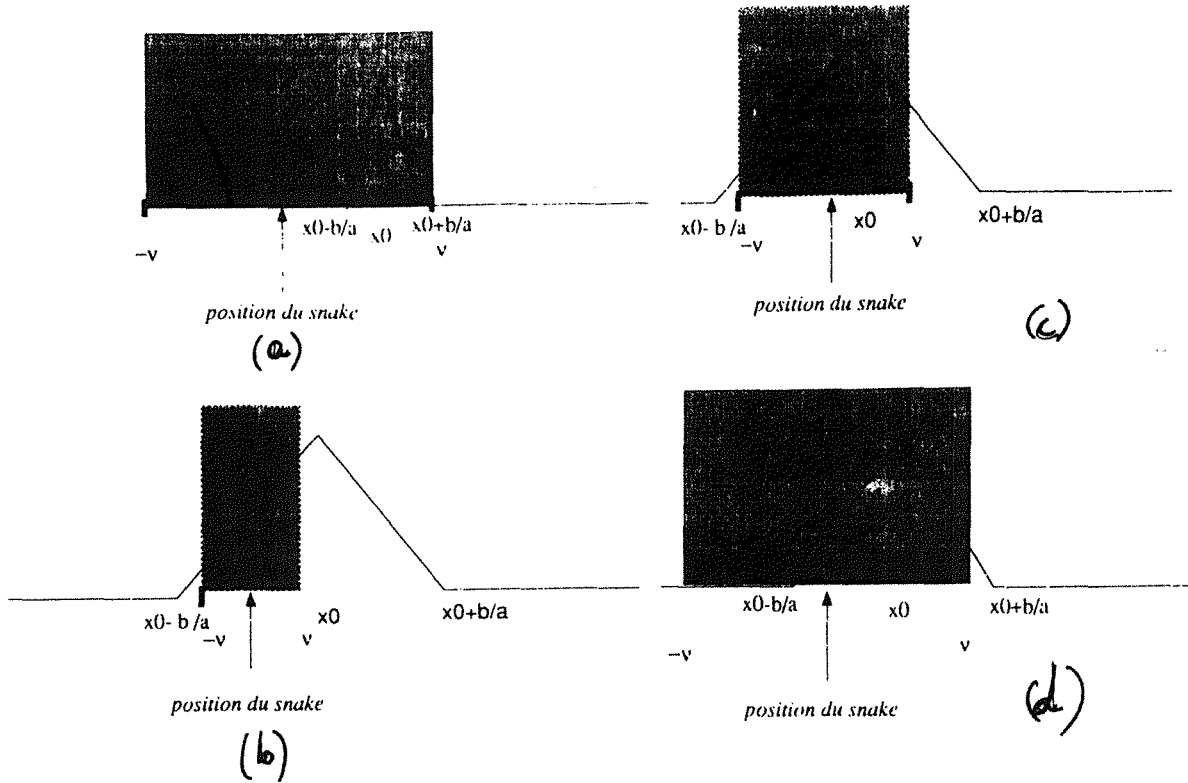 x0-b/a x0 x0+b/a
−ν ν
position du snake
(a)
x0- b/a x0 x0+b/a
−ν ν
position du snake
(c)
x0- b/a x0 x0+b/a
−ν ν
position du snake
(b)
x0-b/a x0 x0+b/a
−ν ν
position du snake
(d)